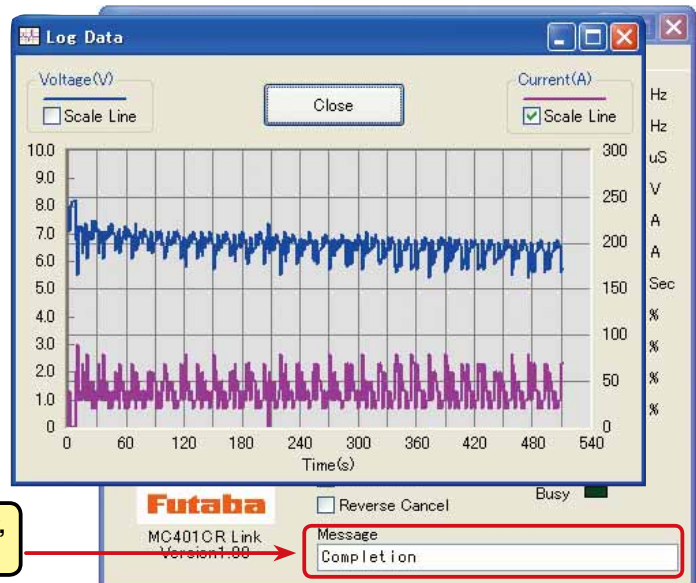 Log Data
Voltage(V)
Scale Line
Close
Current(A)
Scale Line
10.0
9.0
8.0
7.0
6.0
5.0
4.0
3.0
2.0
1.0
0
300
250
200
150
100
50
0
0 60 120 180 240 300 360 420 480 540
Time(s)
Hz
Hz
uS
V
A
A
Sec
%
%
%
%
Futaba
MC401CR Link
Reverse Cancel
Busy
Message
Completion